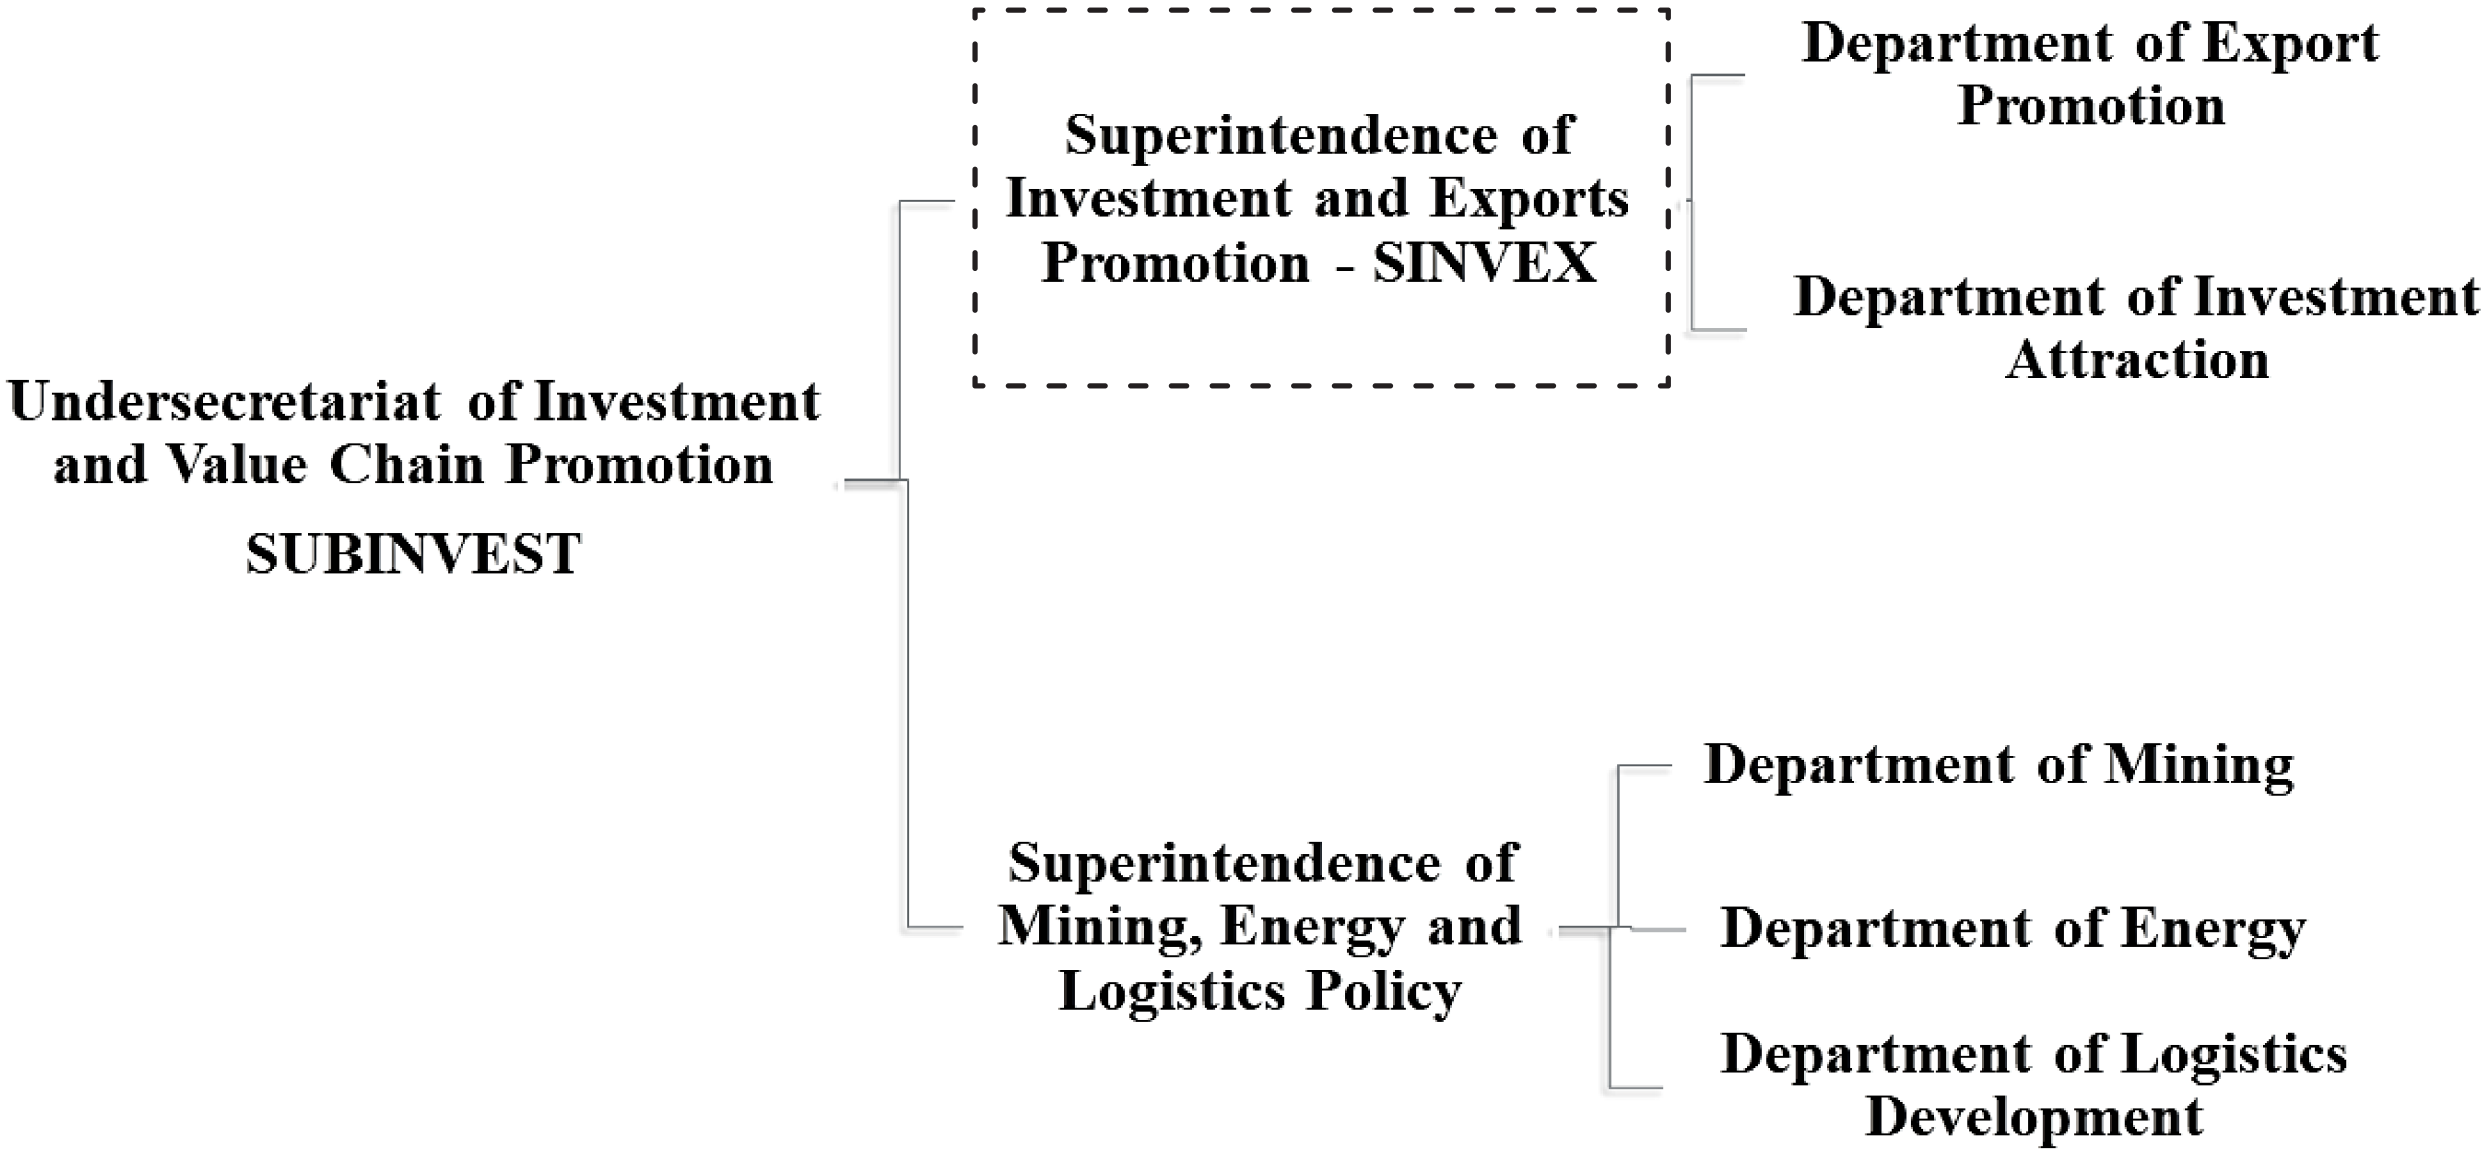 Undersecretariat of Investment
and Value Chain Promotion
SUBINVEST
Superintendence of
Investment and Exports
Promotion - SINVEX
Department of Export
Promotion
Department of Investment
Attraction
Superintendence of
Mining, Energy and
Logistics Policy
Department of Mining
Department of Energy
Department of Logistics
Development